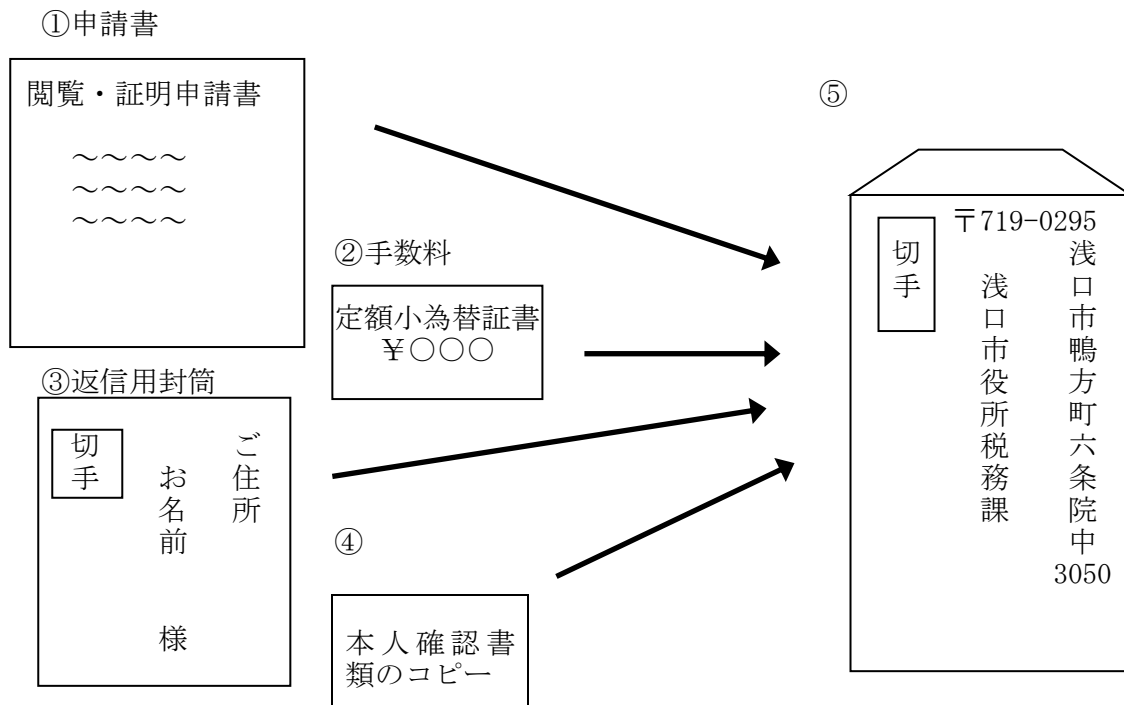 ①申請書
閲覧・証明申請書
～～～～
～～～～
～～～～
②手数料
定額小為替証書
￥○○○
③返信用封筒
切手
ご住所
お名前　様
④
本人確認書
類のコピー
⑤
切手
〒719-0295
浅口市鴨方町六条院中3050
浅口市役所税務課